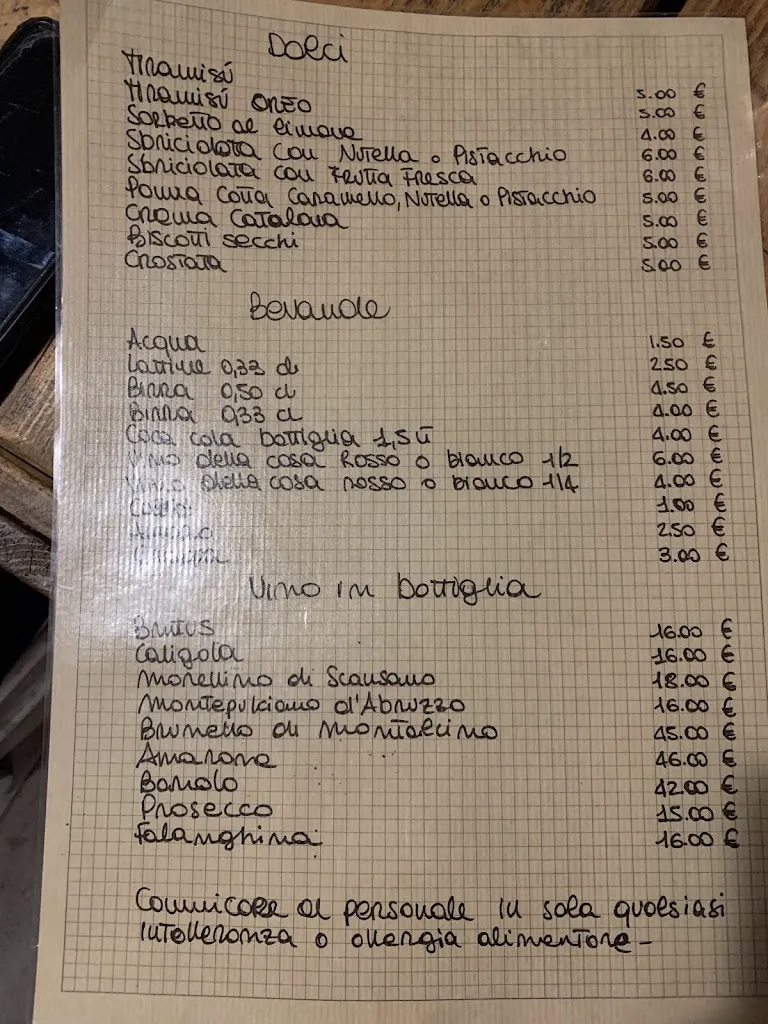 Dolci
Tiramisù 5.00 €
Tiramisù oreo 5.00 €
Sorbetto al limone 4.00 €
Sbriciolata con Nutella o Pistacchio 6.00 €
Sbriciolata con Frutta Fresca 6.00 €
Panna cotta Caramello, Nutella o Pistacchio 5.00 €
Crema Catalana 5.00 €
Biscotti secchi 5.00 €
Crostata 5.00 €
Bevande
Acqua 1.50 €
Lattine 0,33 cl 2.50 €
Birra 0,50 cl 4.50 €
Birra 0,33 cl 4.00 €
Coca cola bottiglia 1,5 lt 4.00 €
Vino della casa Rosso o bianco 1/2 6.00 €
Vino della casa rosso o bianco 1/4 4.00 €
Caffè 1.00 €
Amaro 2.50 €
3.00 €
Vino in bottiglia
Brutus 16.00 €
Caligola 16.00 €
Morellino di Scansano 18.00 €
Montepulciano d'Abruzzo 16.00 €
Brunello di Montalcino 45.00 €
Amarone 46.00 €
Barolo 42.00 €
Prosecco 15.00 €
Falanghina 16.00 €
Comunicare al personale in sala qualsiasi
intolleranza o allergia alimentare -